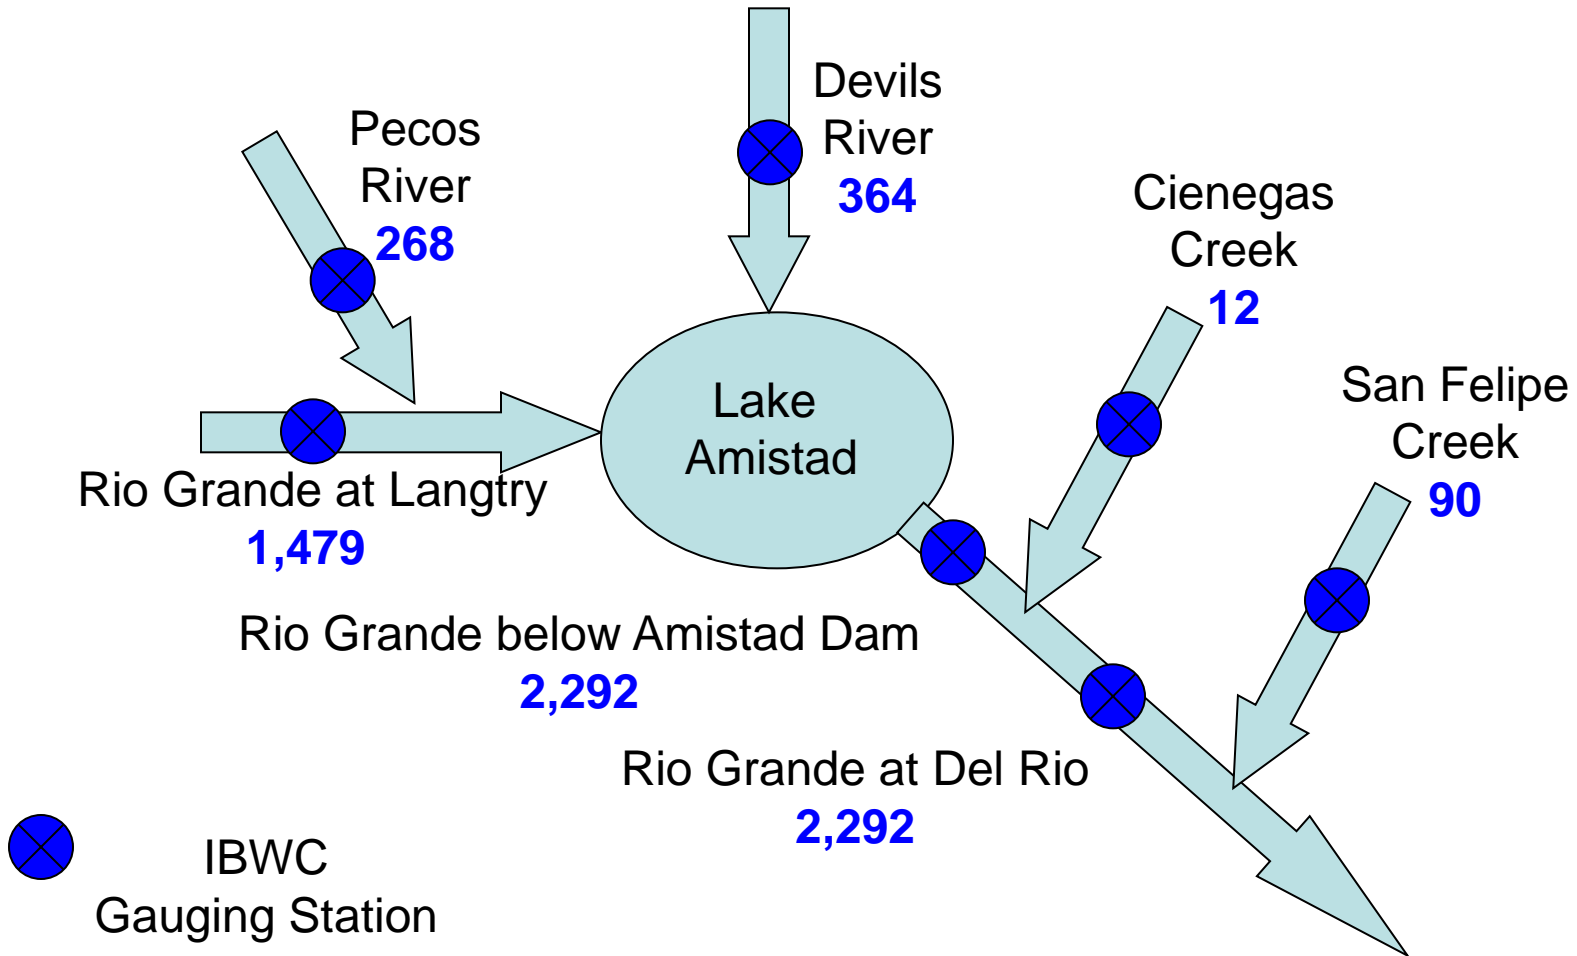 Devils
River
364
Pecos
River
268
Cienegas
Creek
12
San Felipe
Creek
90
Lake
Amistad
Rio Grande at Langtry
1,479
Rio Grande below Amistad Dam
2,292
Rio Grande at Del Rio
2,292
IBWC
Gauging Station